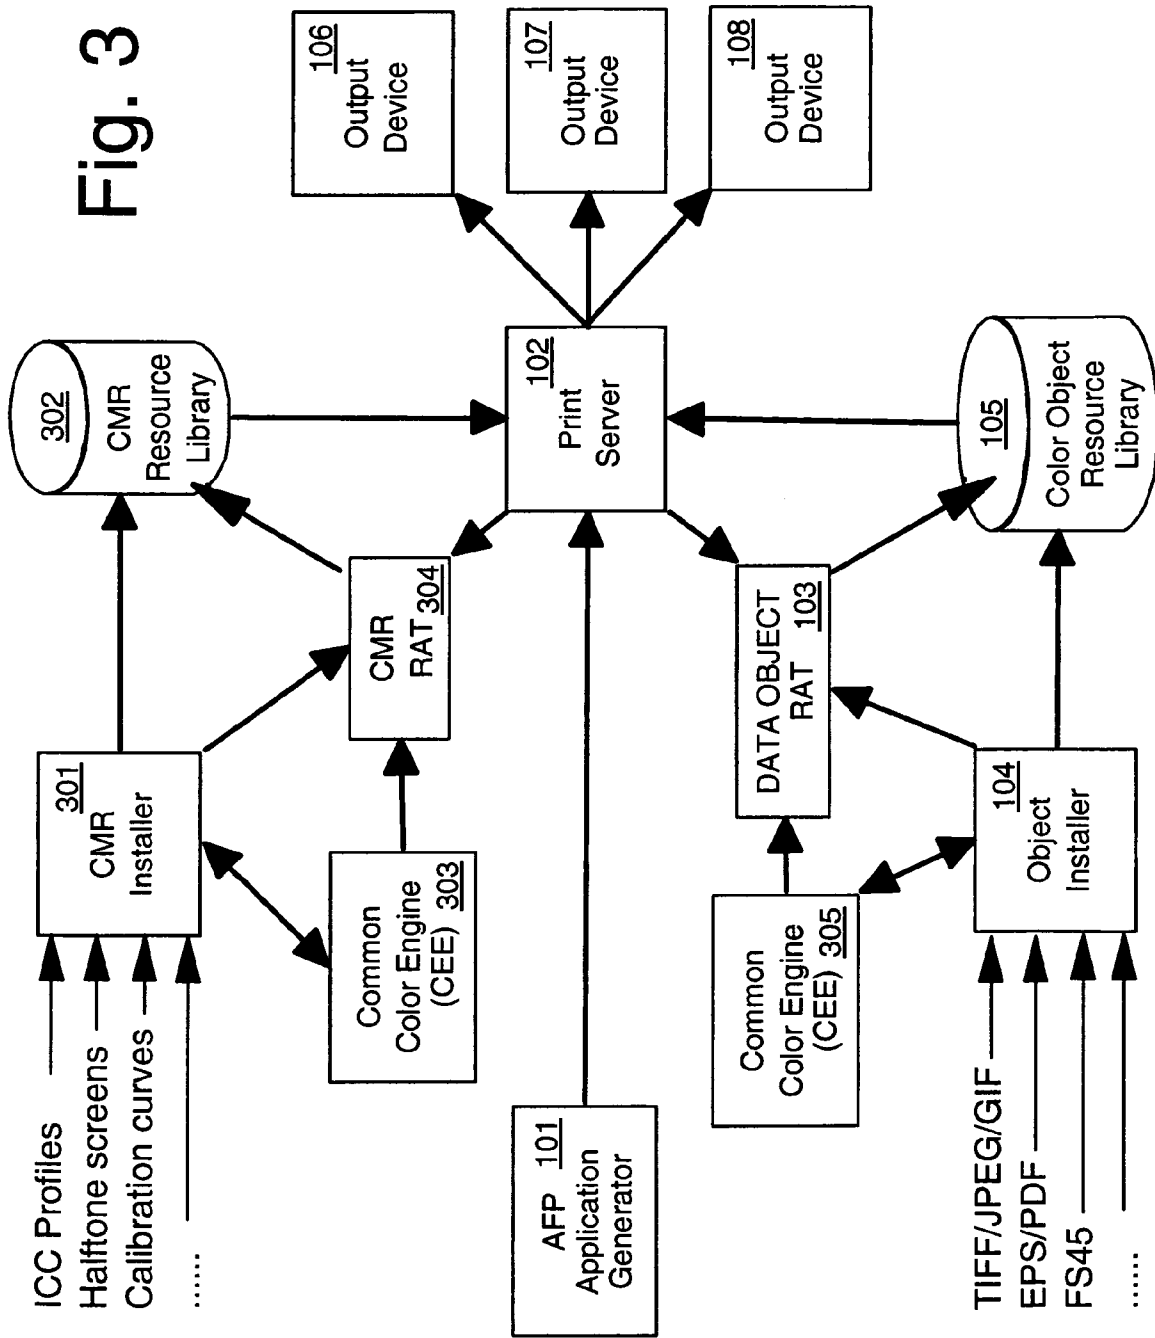 Fig. 3
ICC Profiles
Halftone screens
Calibration curves
......
301
CMR
Installer
302
CMR
Resource
Library
Common
Color Engine
(CEE) 303
CMR
RAT 304
106
Output
Device
107
Output
Device
108
Output
Device
AFP 101
Application
Generator
102
Print
Server
Common
Color Engine
(CEE) 305
DATA OBJECT
RAT 103
104
Object
Installer
105
Color Object
Resource
Library
TIFF/JPEG/GIF
EPS/PDF
FS45
......